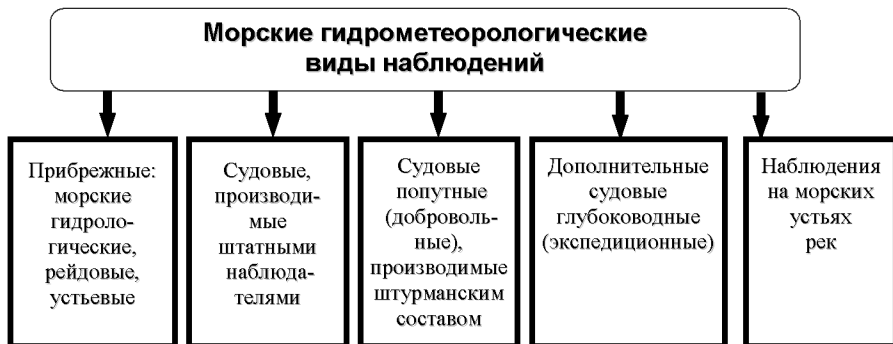 Морские гидрометеорологические
виды наблюдений
Прибрежные:
морские
гидроло-
гические,
рейдовые,
устьевые
Судовые,
производи-
мые
штатными
наблюда-
телями
Судовые
попутные
(доброволь-
ные),
производимые
штурманским
составом
Дополнительные
судовые
глубоководные
(экспедиционные)
Наблюдения
на морских
устьях
рек